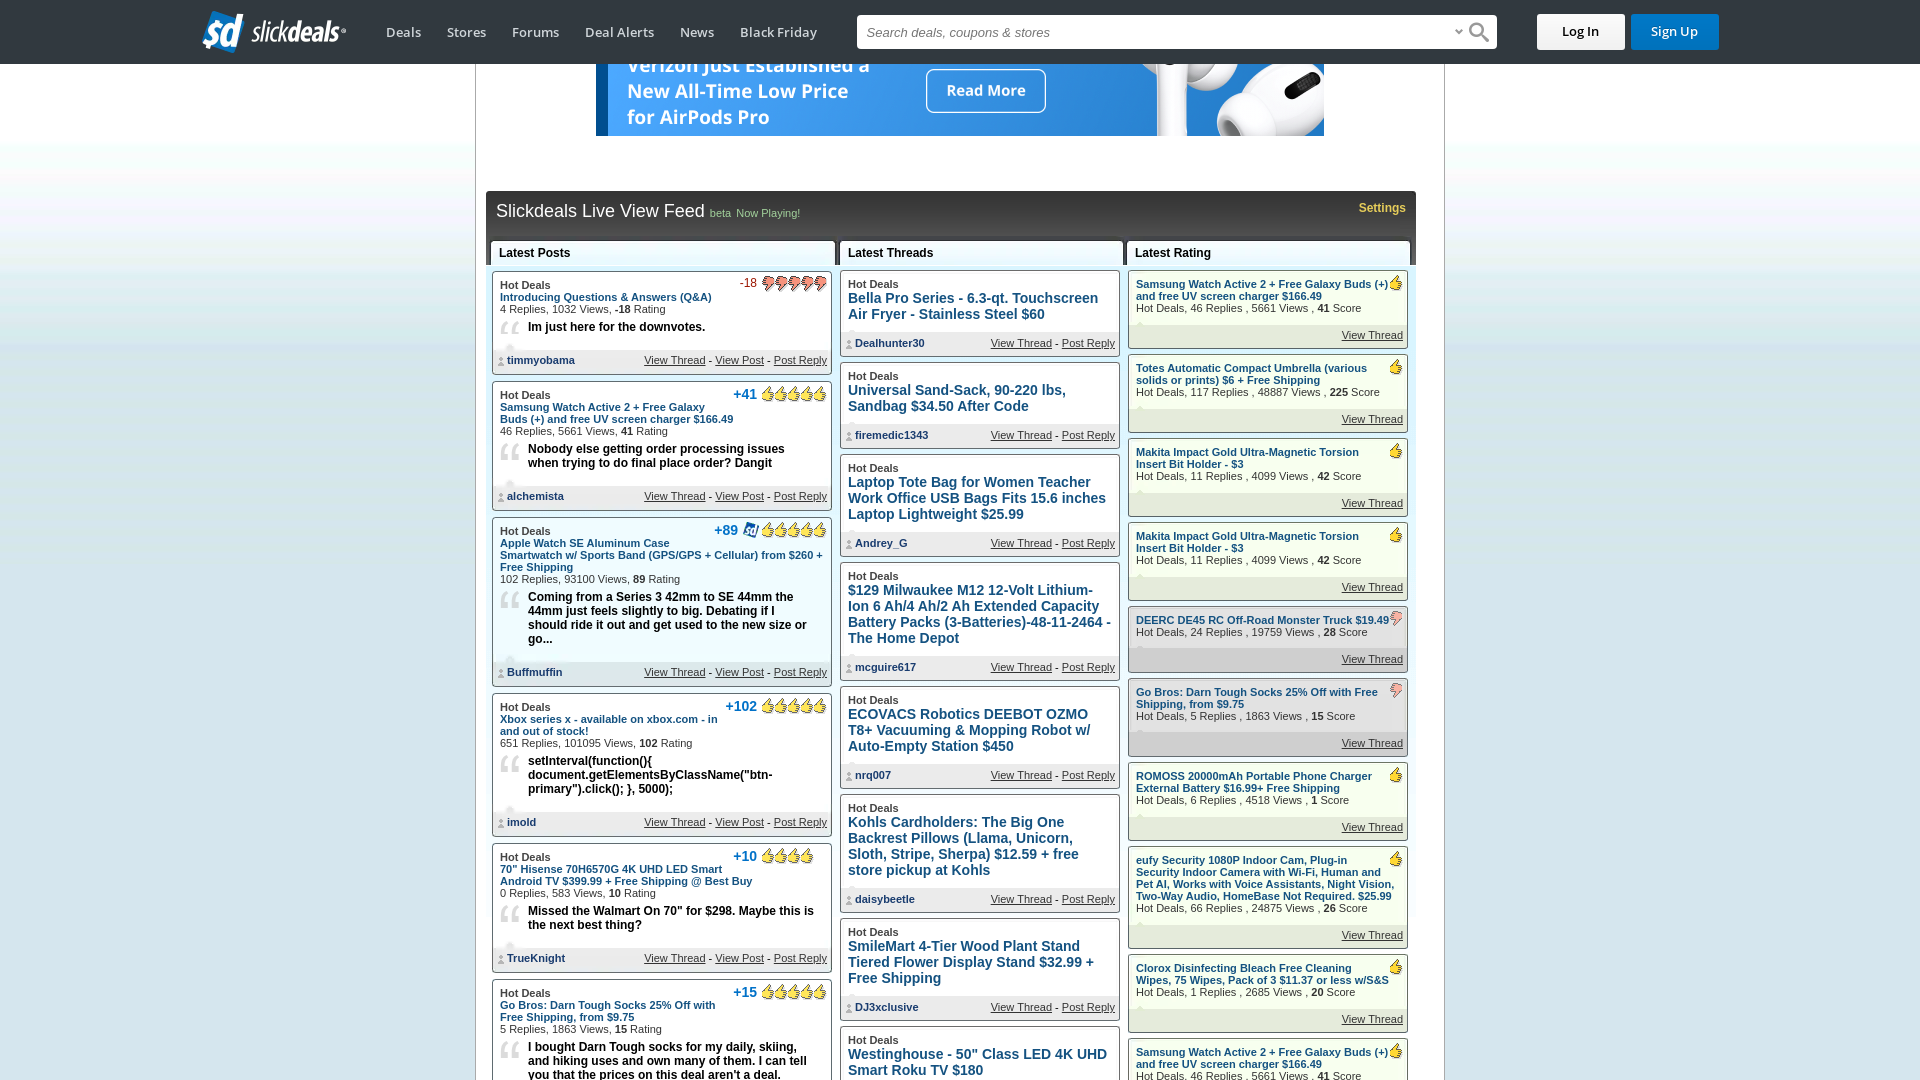 slickdeals
Deals
Stores
Forums
Deal Alerts
News
Black Friday
Search deals, coupons & stores
Log In
Sign Up
Verizon Just Established a
New All-Time Low Price
for AirPods Pro
Read More
Slickdeals Live View Feed beta Now Playing!
Settings
Latest Posts
Hot Deals
-18
Introducing Questions & Answers (Q&A)
4 Replies, 1032 Views, -18 Rating
Im just here for the downvotes.
timmyobama
View Thread - View Post - Post Reply
Hot Deals
+41
Samsung Watch Active 2 + Free Galaxy
Buds (+) and free UV screen charger $166.49
46 Replies, 5661 Views, 41 Rating
Nobody else getting order processing issues
when trying to do final place order? Dangit
alchemista
View Thread - View Post - Post Reply
Hot Deals
+89
Apple Watch SE Aluminum Case
Smartwatch w/ Sports Band (GPS/GPS + Cellular) from $260 +
Free Shipping
102 Replies, 93100 Views, 89 Rating
Coming from a Series 3 42mm to SE 44mm the
44mm just feels slightly to big. Debating if I
should ride it out and get used to the new size or
go...
Buffmuffin
View Thread - View Post - Post Reply
Hot Deals
+102
Xbox series x - available on xbox.com - in
and out of stock!
651 Replies, 101095 Views, 102 Rating
setInterval(function(){
document.getElementsByClassName("btn-
primary").click(); }, 5000);
imold
View Thread - View Post - Post Reply
Hot Deals
+10
70" Hisense 70H6570G 4K UHD LED Smart
Android TV $399.99 + Free Shipping @ Best Buy
0 Replies, 583 Views, 10 Rating
Missed the Walmart On 70" for $298. Maybe this is
the next best thing?
TrueKnight
View Thread - View Post - Post Reply
Hot Deals
+15
Go Bros: Darn Tough Socks 25% Off with
Free Shipping, from $9.75
5 Replies, 1863 Views, 15 Rating
I bought Darn Tough socks for my daily, skiing,
and hiking uses and own many of them. I can tell
you that the prices on this deal aren't a deal.
Latest Threads
Hot Deals
Bella Pro Series - 6.3-qt. Touchscreen
Air Fryer - Stainless Steel $60
Dealhunter30
View Thread - Post Reply
Hot Deals
Universal Sand-Sack, 90-220 lbs,
Sandbag $34.50 After Code
firemedic1343
View Thread - Post Reply
Hot Deals
Laptop Tote Bag for Women Teacher
Work Office USB Bags Fits 15.6 inches
Laptop Lightweight $25.99
Andrey_G
View Thread - Post Reply
Hot Deals
$129 Milwaukee M12 12-Volt Lithium-
Ion 6 Ah/4 Ah/2 Ah Extended Capacity
Battery Packs (3-Batteries)-48-11-2464 -
The Home Depot
mcguire617
View Thread - Post Reply
Hot Deals
ECOVACS Robotics DEEBOT OZMO
T8+ Vacuuming & Mopping Robot w/
Auto-Empty Station $450
nrq007
View Thread - Post Reply
Hot Deals
Kohls Cardholders: The Big One
Backrest Pillows (Llama, Unicorn,
Sloth, Stripe, Sherpa) $12.59 + free
store pickup at Kohls
daisybeetle
View Thread - Post Reply
Hot Deals
SmileMart 4-Tier Wood Plant Stand
Tiered Flower Display Stand $32.99 +
Free Shipping
DJ3xclusive
View Thread - Post Reply
Hot Deals
Westinghouse - 50" Class LED 4K UHD
Smart Roku TV $180
Latest Rating
Samsung Watch Active 2 + Free Galaxy Buds (+)
and free UV screen charger $166.49
Hot Deals, 46 Replies , 5661 Views , 41 Score
View Thread
Totes Automatic Compact Umbrella (various
solids or prints) $6 + Free Shipping
Hot Deals, 117 Replies , 48887 Views , 225 Score
View Thread
Makita Impact Gold Ultra-Magnetic Torsion
Insert Bit Holder - $3
Hot Deals, 11 Replies , 4099 Views , 42 Score
View Thread
Makita Impact Gold Ultra-Magnetic Torsion
Insert Bit Holder - $3
Hot Deals, 11 Replies , 4099 Views , 42 Score
View Thread
DEERC DE45 RC Off-Road Monster Truck $19.49
Hot Deals, 24 Replies , 19759 Views , 28 Score
View Thread
Go Bros: Darn Tough Socks 25% Off with Free
Shipping, from $9.75
Hot Deals, 5 Replies , 1863 Views , 15 Score
View Thread
ROMOSS 20000mAh Portable Phone Charger
External Battery $16.99+ Free Shipping
Hot Deals, 6 Replies , 4518 Views , 1 Score
View Thread
eufy Security 1080P Indoor Cam, Plug-in
Security Indoor Camera with Wi-Fi, Human and
Pet AI, Works with Voice Assistants, Night Vision,
Two-Way Audio, HomeBase Not Required. $25.99
Hot Deals, 66 Replies , 24875 Views , 26 Score
View Thread
Clorox Disinfecting Bleach Free Cleaning
Wipes, 75 Wipes, Pack of 3 $11.37 or less w/S&S
Hot Deals, 1 Replies , 2685 Views , 20 Score
View Thread
Samsung Watch Active 2 + Free Galaxy Buds (+)
and free UV screen charger $166.49
Hot Deals, 46 Replies , 5661 Views , 41 Score